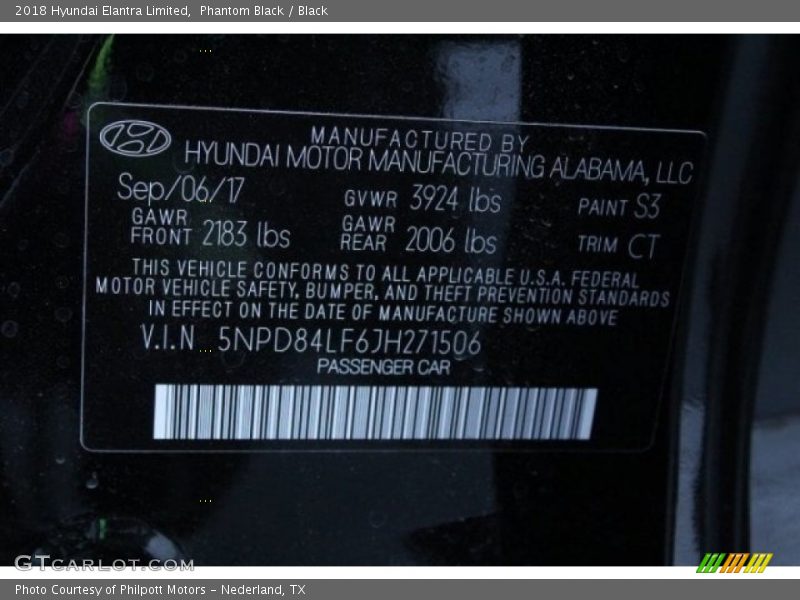 2018 Hyundai Elantra Limited, Phantom Black / Black
MANUFACTURED BY
HYUNDAI MOTOR MANUFACTURING ALABAMA, LLC
Sep/06/17 GVWR 3924 lbs PAINT S3
GAWR FRONT 2183 lbs GAWR REAR 2006 lbs TRIM CT
THIS VEHICLE CONFORMS TO ALL APPLICABLE U.S.A. FEDERAL
MOTOR VEHICLE SAFETY, BUMPER, AND THEFT PREVENTION STANDARDS
IN EFFECT ON THE DATE OF MANUFACTURE SHOWN ABOVE
V.I.N 5NPD84LF6JH271506
PASSENGER CAR
GTCARLOT.COM
Photo Courtesy of Philpott Motors - Nederland, TX